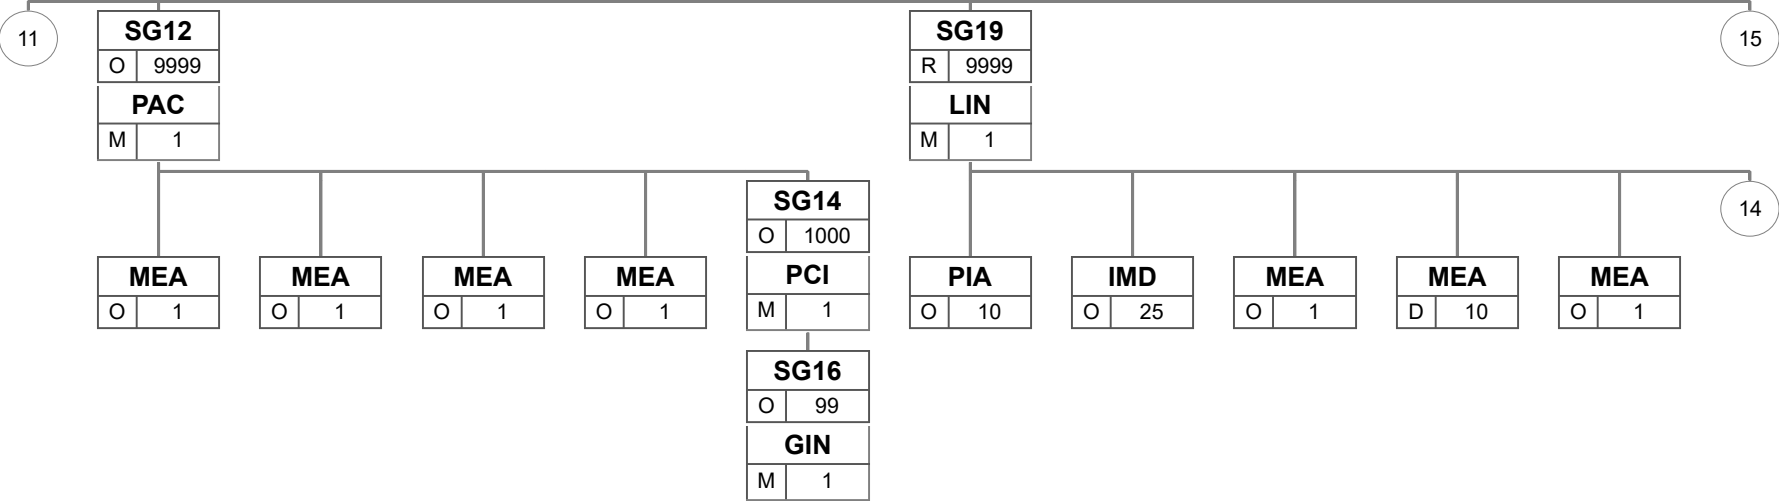 11
SG12
O 9999
PAC
M 1
SG19
R 9999
LIN
M 1
15
MEA
O 1
MEA
O 1
MEA
O 1
MEA
O 1
SG14
O 1000
PCI
M 1
SG16
O 99
GIN
M 1
PIA
O 10
IMD
O 25
MEA
O 1
MEA
D 10
MEA
O 1
14